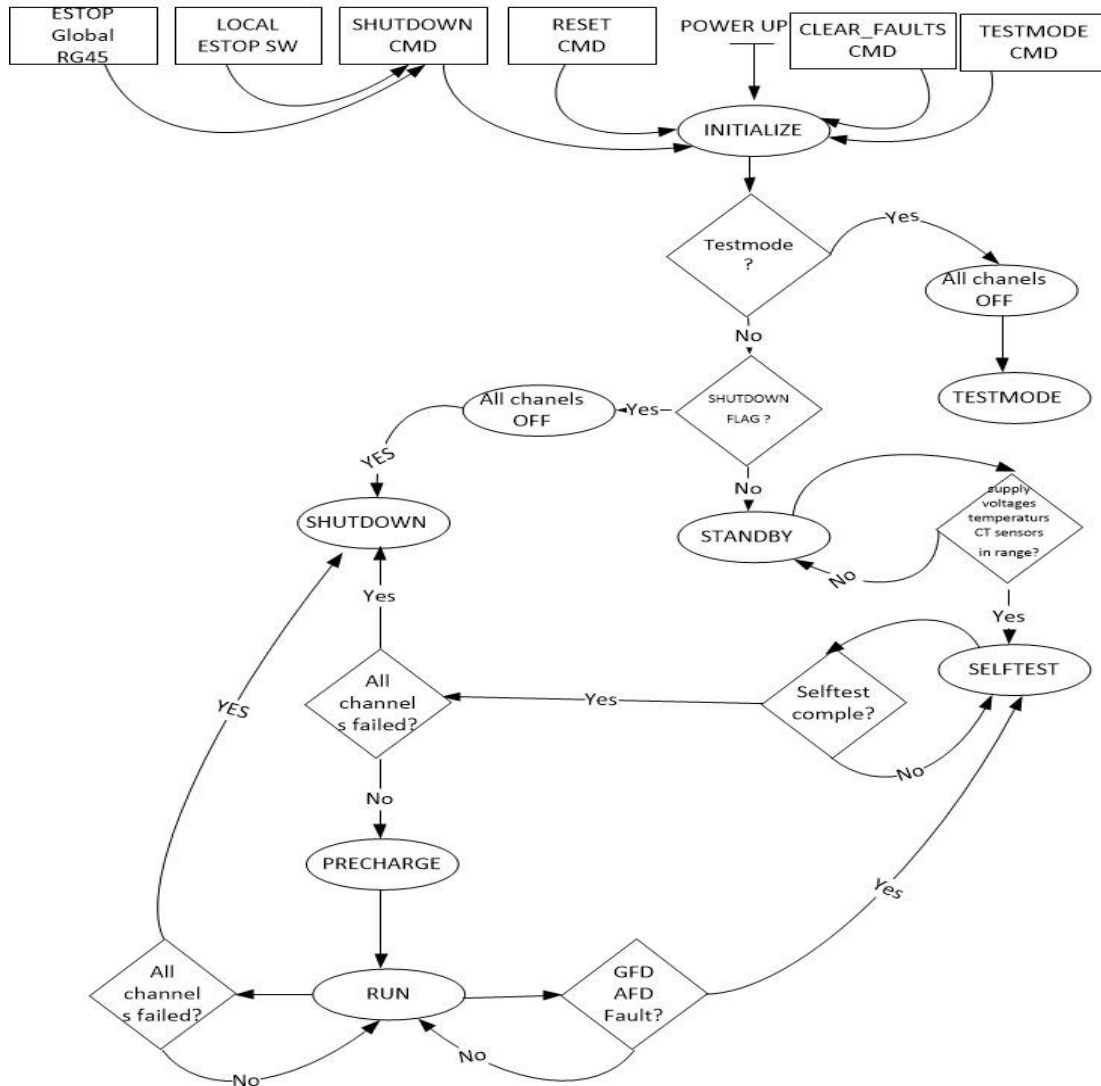 ESTOP
Global
RG45
LOCAL
ESTOP SW
SHUTDOWN
CMD
RESET
CMD
POWER UP
CLEAR_FAULTS
CMD
TESTMODE
CMD
INITIALIZE
Testmode
?
Yes
All chanels
OFF
No
TESTMODE
SHUTDOWN
FLAG ?
Yes
All chanels
OFF
YES
No
SHUTDOWN
STANDBY
supply
voltages
temperaturs
CT sensors
in range?
No
Yes
Yes
SELFTEST
All
channel
s failed?
Yes
Selftest
comple?
No
YES
No
PRECHARGE
Yes
All
channel
s failed?
RUN
GFD
AFD
Fault?
No
No